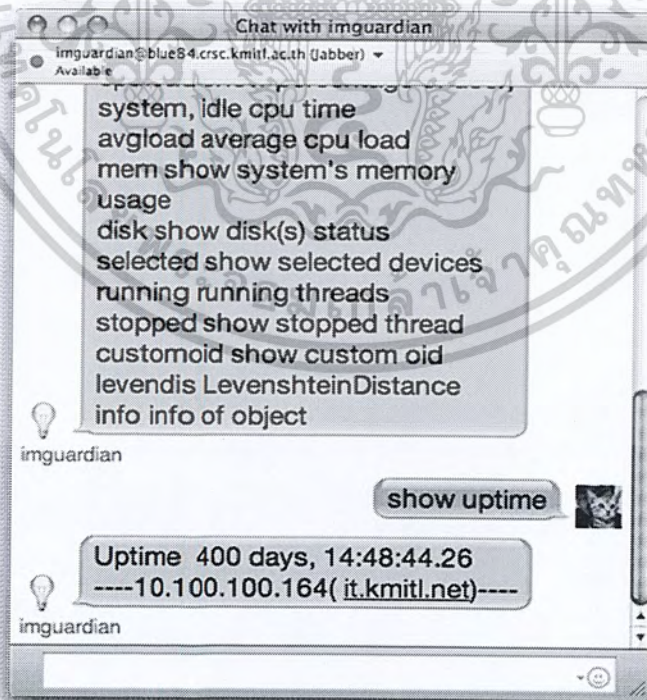 Chat with imguardian
imguardian@blue84.crsc.kmitl.ac.th (Jabber)
Available
system, idle cpu time
avgload average cpu load
mem show system's memory
usage
disk show disk(s) status
selected show selected devices
running running threads
stopped show stopped thread
customoid show custom oid
levendis LevenshteinDistance
info info of object
imguardian
show uptime
Uptime 400 days, 14:48:44.26
----10.100.100.164( it.kmitl.net)----
imguardian